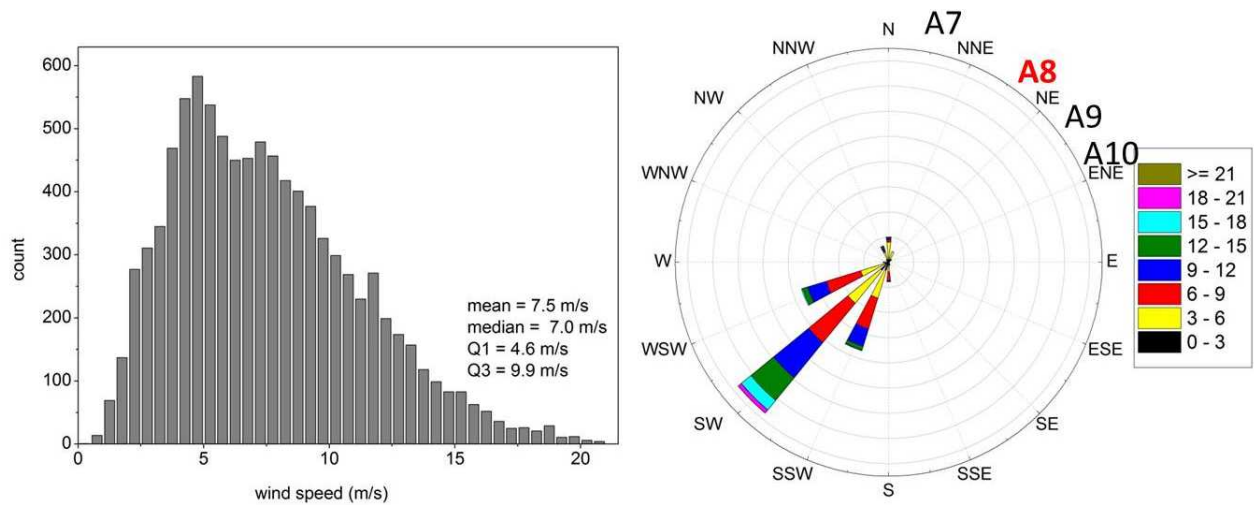 600
500
400
300
200
100
0
count
0
5
10
15
20
wind speed (m/s)
mean = 7.5 m/s
median = 7.0 m/s
Q1 = 4.6 m/s
Q3 = 9.9 m/s
N
A7
NNE
A8
NE
A9
A10
ENE
E
ESE
SE
SSE
S
SSW
SW
WSW
W
WNW
NW
NNW
>= 21
18 - 21
15 - 18
12 - 15
9 - 12
6 - 9
3 - 6
0 - 3